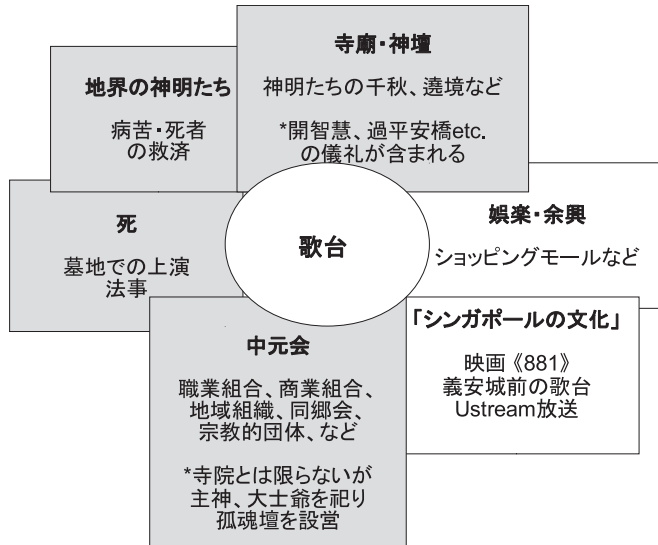 寺廟・神壇
神明たちの千秋、遶境など
*開智慧、過平安橋etc.
の儀礼が含まれる
地界の神明たち
病苦・死者
の救済
死
墓地での上演
法事
歌台
娯楽・余興
ショッピングモールなど
「シンガポールの文化」
映画《881》
義安城前の歌台
Ustream放送
中元会
職業組合、商業組合、
地域組織、同郷会、
宗教的団体、など
*寺院とは限らないが
主神、大士爺を祀り
孤魂壇を設営